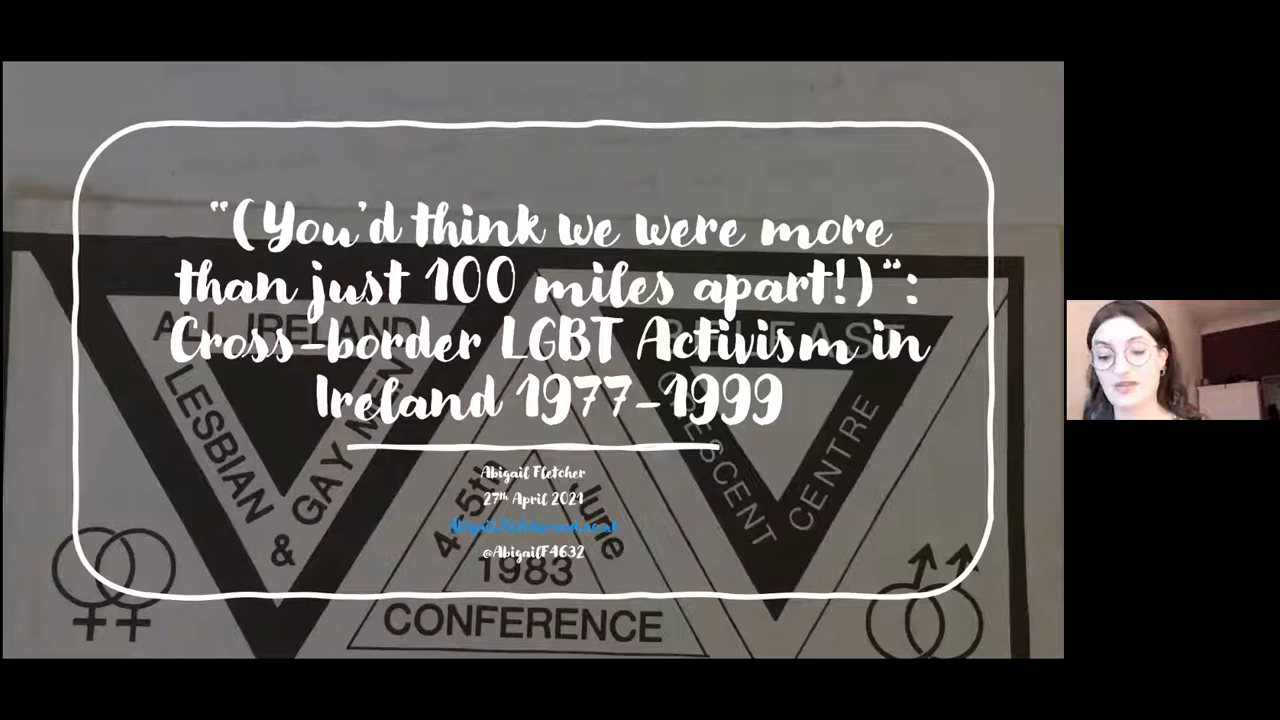 "(You'd think we were more
than just 100 miles apart!)":
Cross-border LGBT Activism in
Ireland 1977-1999
Abigail Fletcher
27th April 2021
@AbigailF4632
ALL IRELAND
LESBIAN
&
GAY MEN
4-5th June
1983
CONFERENCE
BELFAST
CRESCENT
CENTRE